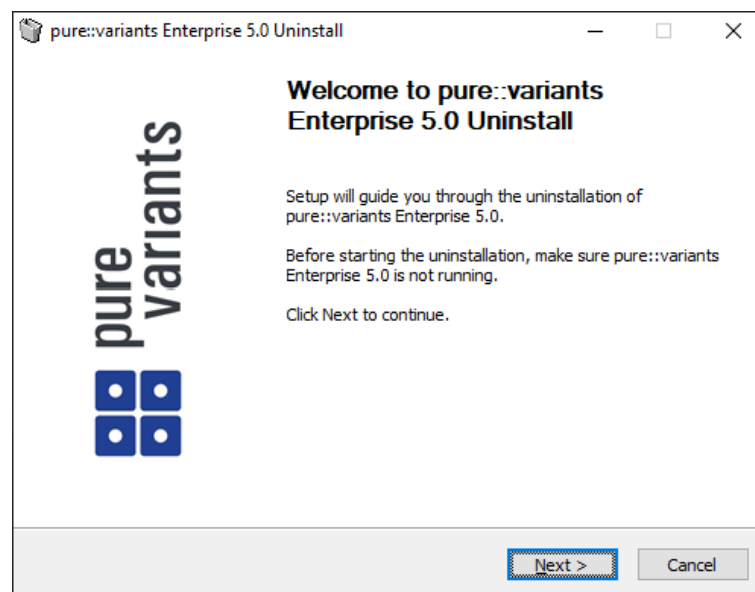 pure::variants Enterprise 5.0 Uninstall
Welcome to pure::variants
Enterprise 5.0 Uninstall
pure
variants
Setup will guide you through the uninstallation of
pure::variants Enterprise 5.0.
Before starting the uninstallation, make sure pure::variants
Enterprise 5.0 is not running.
Click Next to continue.
Next >
Cancel